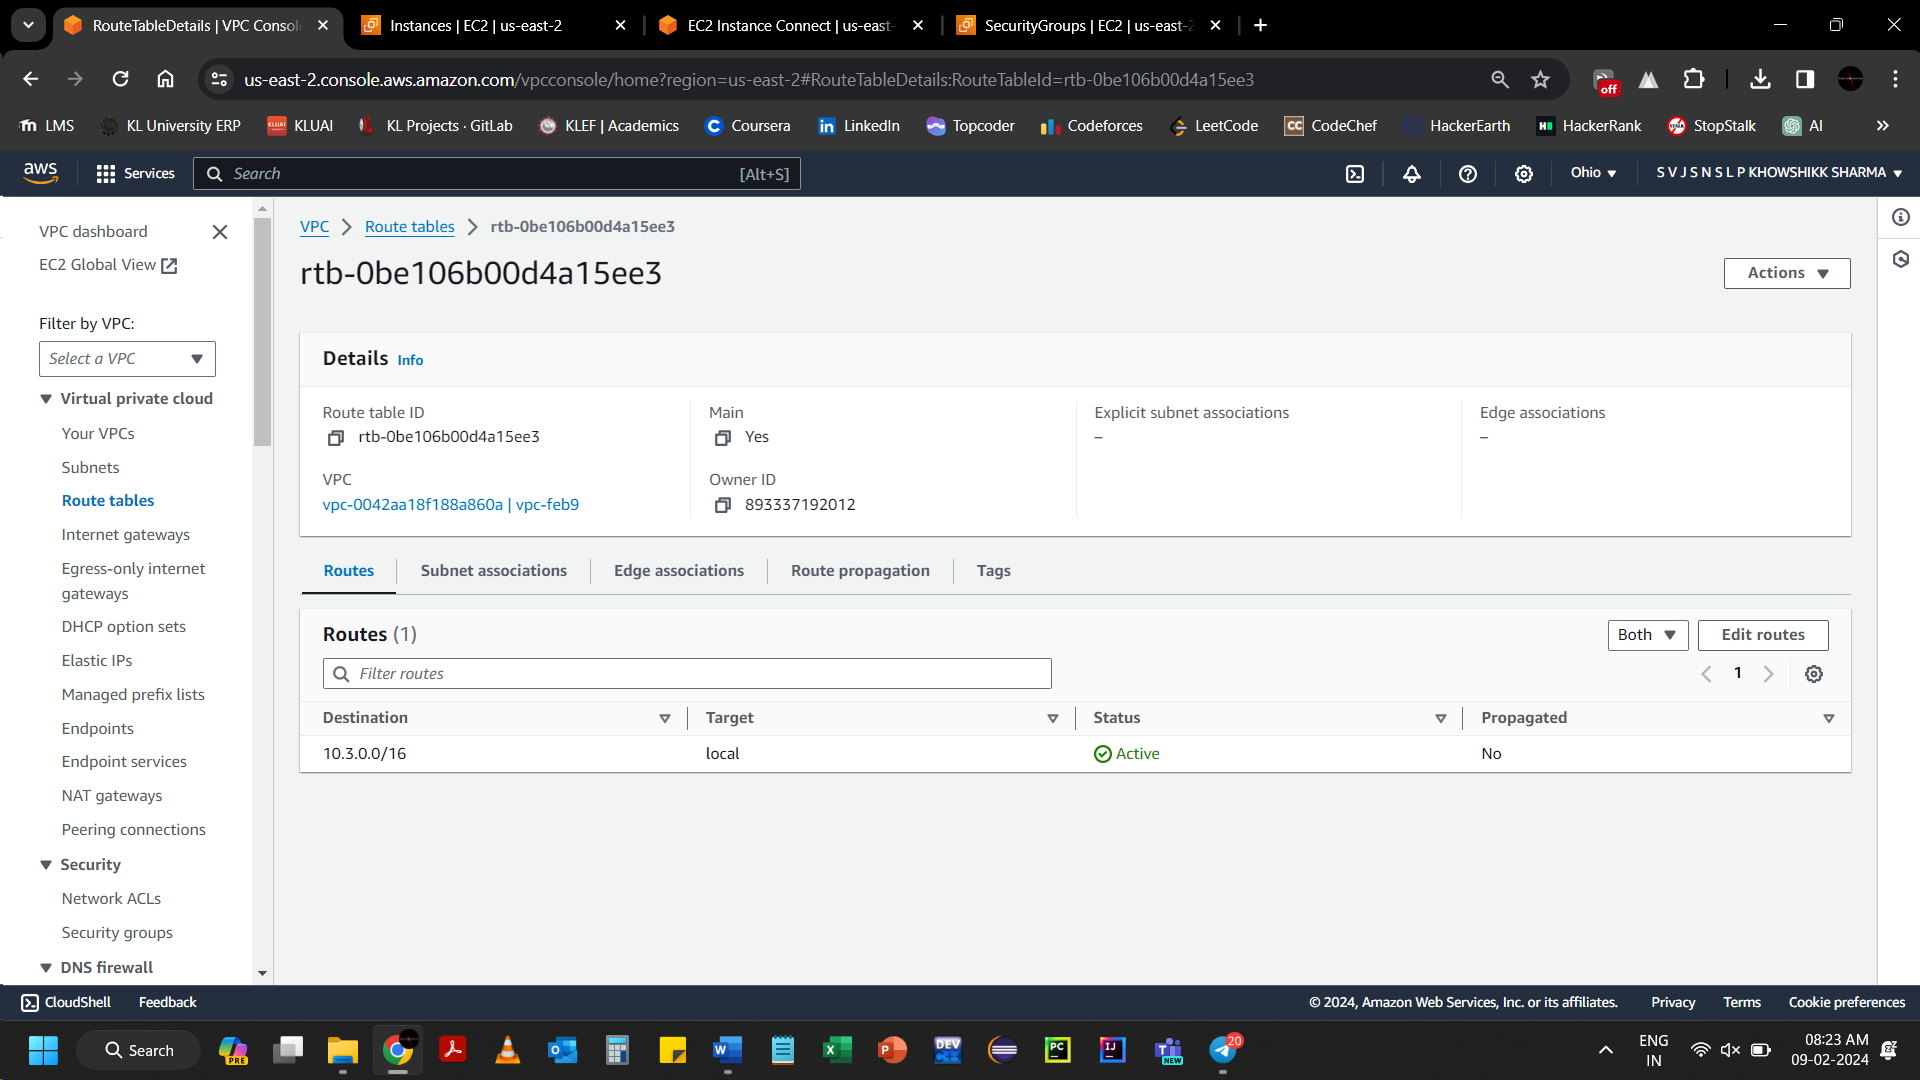 RouteTableDetails | VPC Consol
Instances | EC2 | us-east-2
EC2 Instance Connect | us-east-
SecurityGroups | EC2 | us-east-2
us-east-2.console.aws.amazon.com/vpcconsole/home?region=us-east-2#RouteTableDetails:RouteTableId=rtb-0be106b00d4a15ee3
off
LMS
KL University ERP
KLUAI
KL Projects · GitLab
KLEF | Academics
Coursera
LinkedIn
Topcoder
Codeforces
LeetCode
CodeChef
HackerEarth
HackerRank
StopStalk
AI
aws
Services
Search
[Alt+S]
Ohio
S V J S N S L P KHOWSHIKK SHARMA
VPC dashboard
EC2 Global View
Filter by VPC:
Select a VPC
Virtual private cloud
Your VPCs
Subnets
Route tables
Internet gateways
Egress-only internet
gateways
DHCP option sets
Elastic IPs
Managed prefix lists
Endpoints
Endpoint services
NAT gateways
Peering connections
Security
Network ACLs
Security groups
DNS firewall
VPC
Route tables
rtb-0be106b00d4a15ee3
rtb-0be106b00d4a15ee3
Actions
Details Info
Route table ID
rtb-0be106b00d4a15ee3
Main
Yes
Explicit subnet associations
–
Edge associations
–
VPC
vpc-0042aa18f188a860a | vpc-feb9
Owner ID
893337192012
Routes
Subnet associations
Edge associations
Route propagation
Tags
Routes (1)
Both
Edit routes
Filter routes
1
Destination
Target
Status
Propagated
10.3.0.0/16
local
Active
No
CloudShell
Feedback
© 2024, Amazon Web Services, Inc. or its affiliates.
Privacy
Terms
Cookie preferences
Search
PRE
DEV
C++
PC
IJ
NEW
20
ENG
IN
08:23 AM
09-02-2024